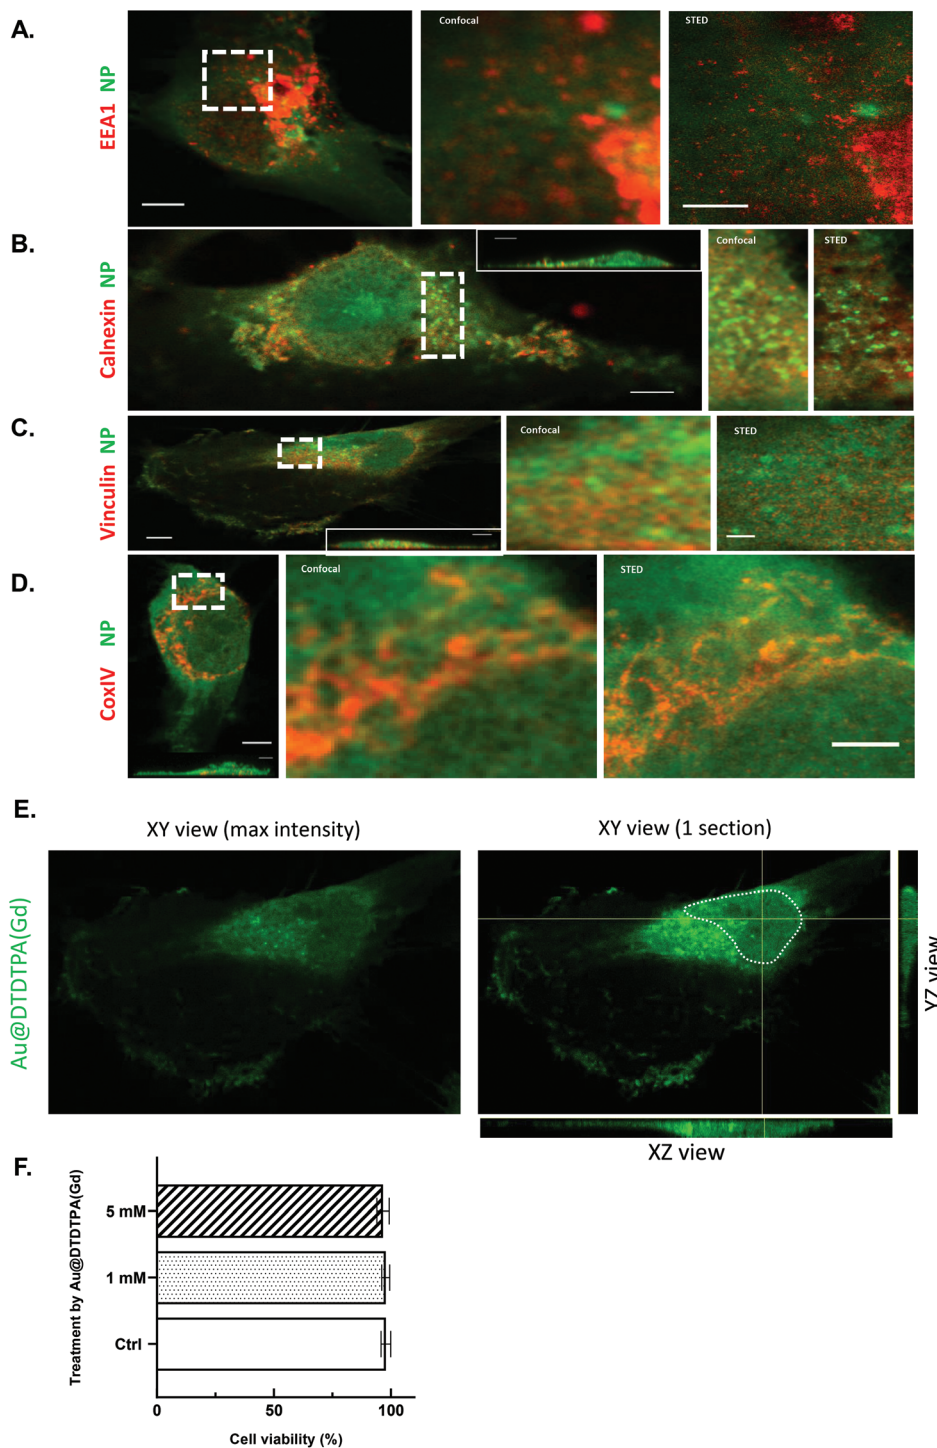 A.
EEA1 NP
Confocal
STED
B.
Calnexin NP
Confocal
STED
C.
Vinculin NP
Confocal
STED
D.
CoxIV NP
Confocal
STED
E.
XY view (max intensity)
XY view (1 section)
Au@DTDTPA(Gd)
YZ view
XZ view
F.
Treatment by Au@DTDTPA(Gd)
5 mM
1 mM
Ctrl
0
50
100
Cell viability (%)